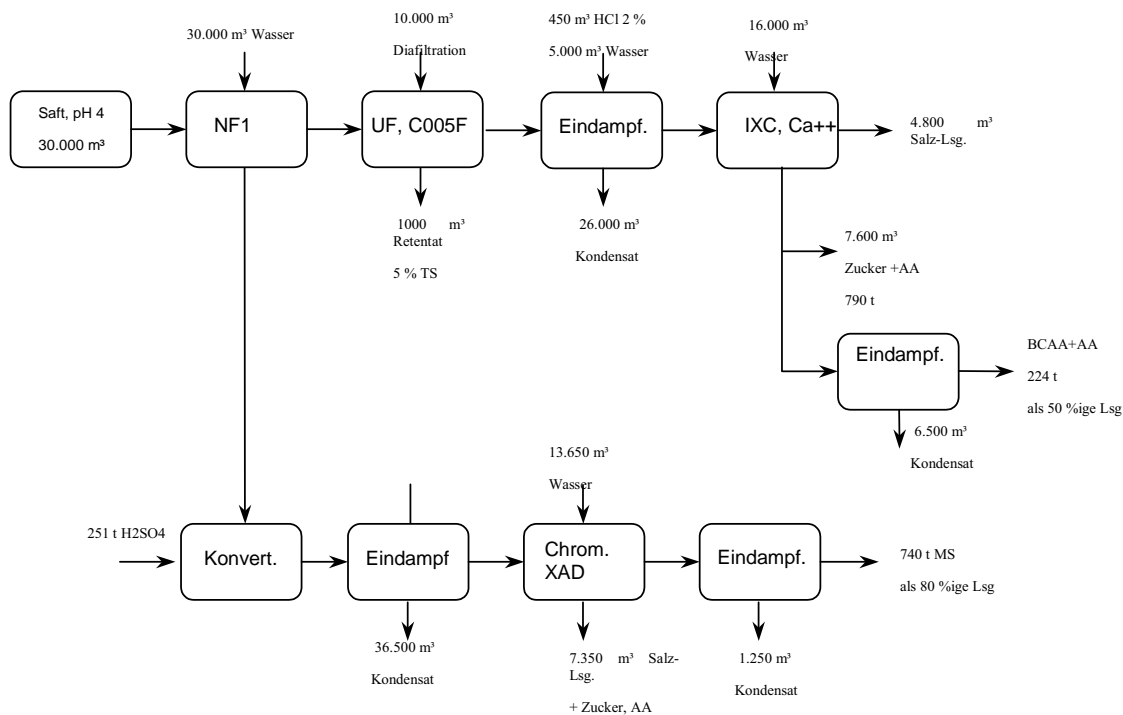 30.000 m³ Wasser
10.000 m³
Diafiltration
450 m³ HCl 2 %
5.000 m³ Wasser
16.000 m³
Wasser
Saft, pH 4
30.000 m³
NF1
UF, C005F
Eindampf.
IXC, Ca++
4.800 m³
Salz-Lsg.
1000 m³
Retentat
5 % TS
26.000 m³
Kondensat
7.600 m³
Zucker +AA
790 t
Eindampf.
BCAA+AA
224 t
als 50 %ige Lsg
6.500 m³
Kondensat
13.650 m³
Wasser
251 t H2SO4
Konvert.
Eindampf
Chrom.
XAD
Eindampf.
740 t MS
als 80 %ige Lsg
36.500 m³
Kondensat
7.350 m³ Salz-
Lsg.
+ Zucker, AA
1.250 m³
Kondensat